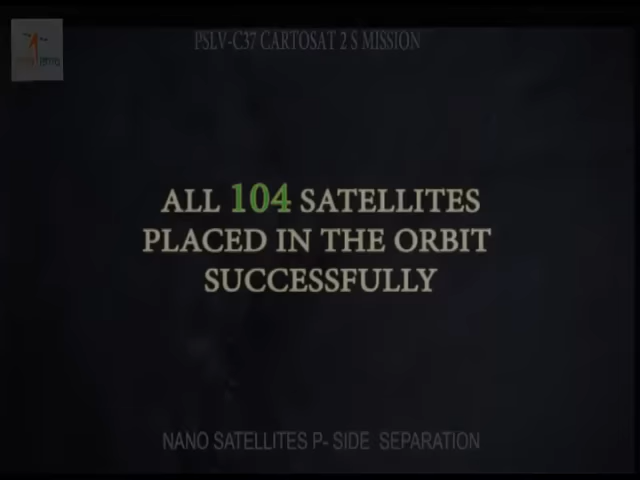 PSLV-C37 CARTOSAT 2 S MISSION
ALL 104 SATELLITES
PLACED IN THE ORBIT
SUCCESSFULLY
NANO SATELLITES P- SIDE  SEPARATION